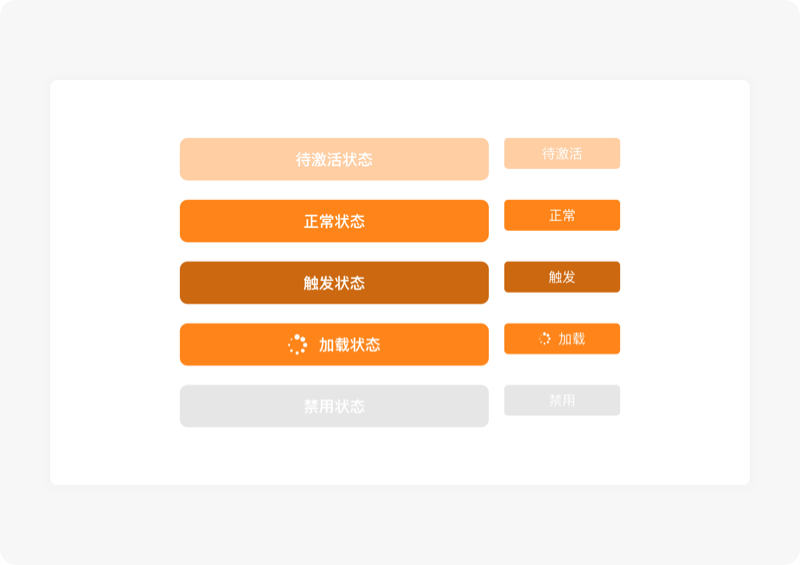 待激活状态
待激活
正常状态
正常
触发状态
触发
加载状态
加载
禁用状态
禁用